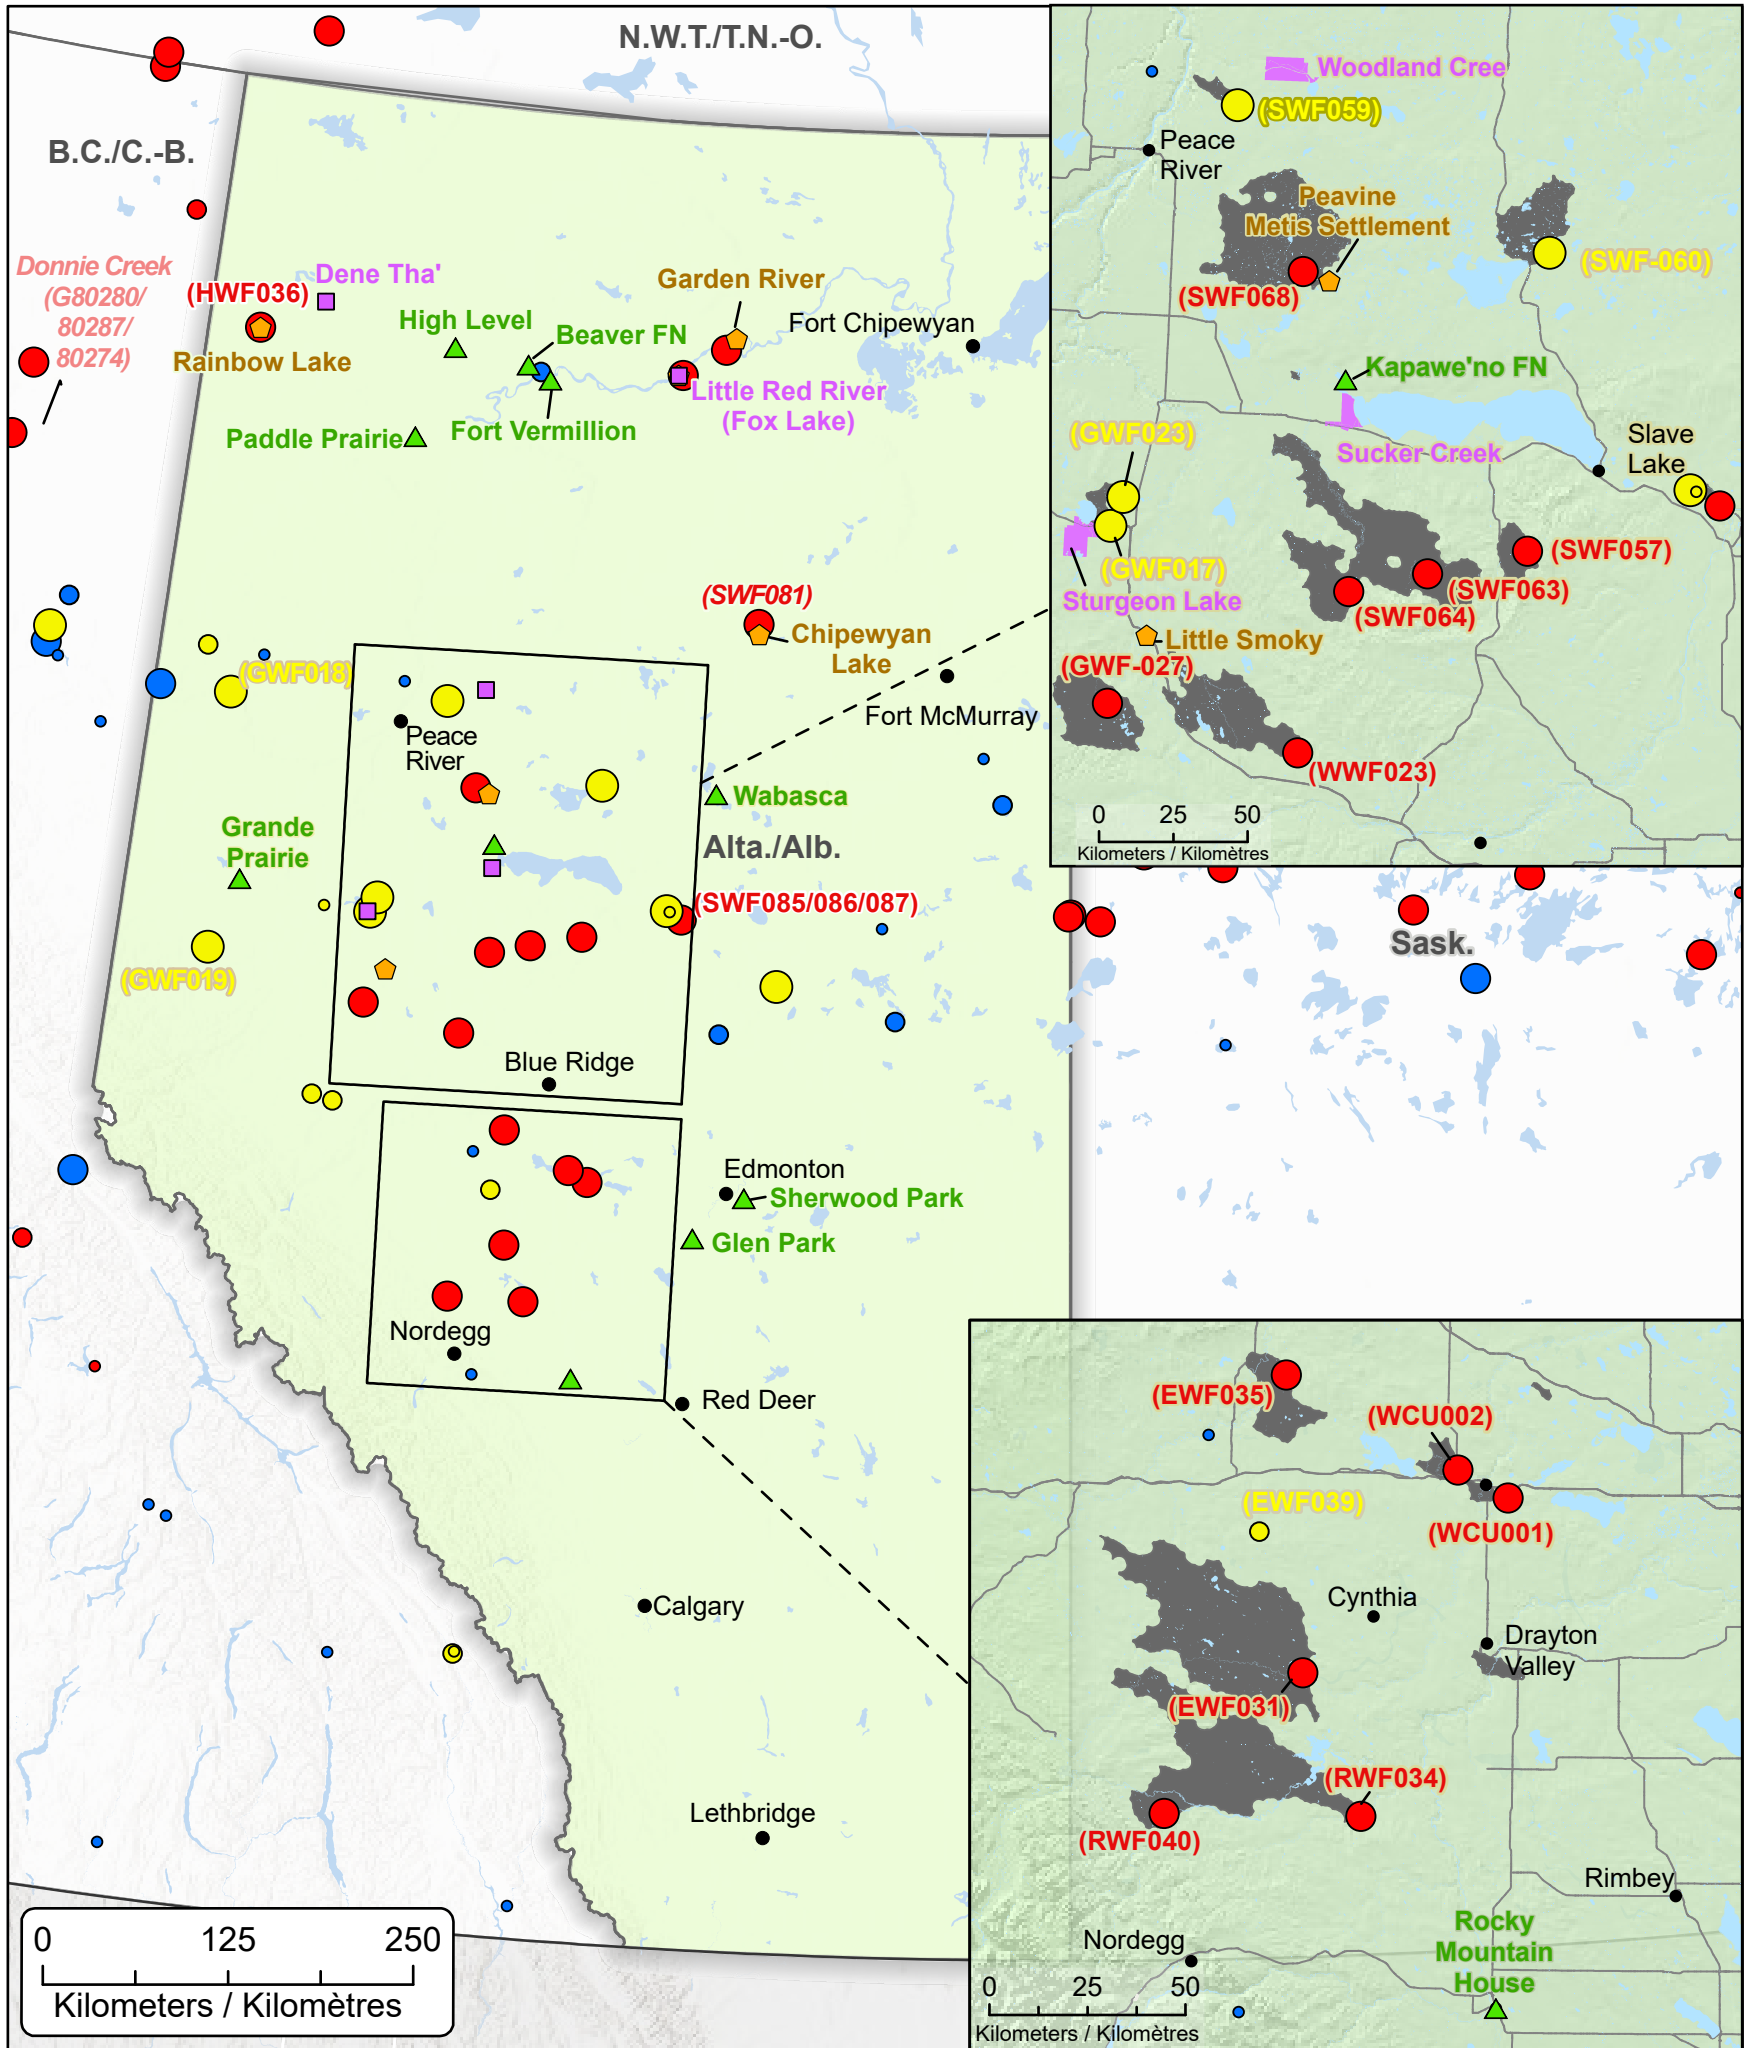 N.W.T./T.N.-O.
B.C./C.-B.
Donnie Creek
(G80280/
80287/
80274)
(HWF036)
Dene Tha'
Rainbow Lake
High Level
Beaver FN
Garden River
Fort Chipewyan
Little Red River
(Fox Lake)
Paddle Prairie
Fort Vermillion
(SWF081)
Chipewyan
Lake
(GWF018)
Peace
River
Fort McMurray
Wabasca
Grande
Prairie
Alta./Alb.
(SWF085/086/087)
(GWF019)
Blue Ridge
Edmonton
Sherwood Park
Glen Park
Nordegg
Red Deer
Calgary
Lethbridge
Sask.
0 125 250
Kilometers / Kilomètres
Woodland Cree
(SWF059)
Peace
River
Peavine
Metis Settlement
(SWF-060)
(SWF068)
Kapawe'no FN
(GWF023)
Sucker Creek
Slave
Lake
(GWF017)
Sturgeon Lake
(SWF057)
(SWF063)
(SWF064)
Little Smoky
(GWF-027)
(WWF023)
0 25 50
Kilometers / Kilomètres
(EWF035)
(WCU002)
(EWF039)
(WCU001)
Cynthia
Drayton
Valley
(EWF031)
(RWF034)
(RWF040)
Rimbey
Rocky
Mountain
House
Nordegg
0 25 50
Kilometers / Kilomètres